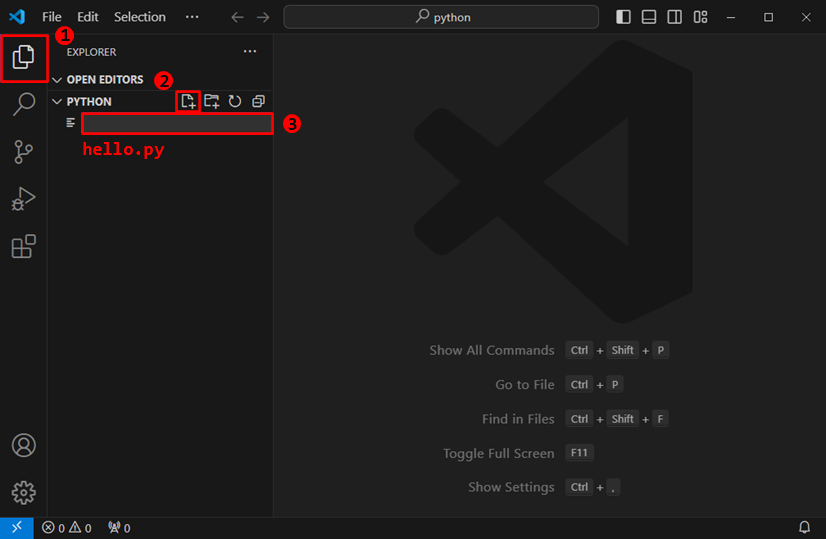 File Edit Selection ··· python
1
EXPLORER ···
OPEN EDITORS 2
PYTHON
3
hello.py
Show All Commands Ctrl + Shift + P
Go to File Ctrl + P
Find in Files Ctrl + Shift + F
Toggle Full Screen F11
Show Settings Ctrl + ,
0 0 0